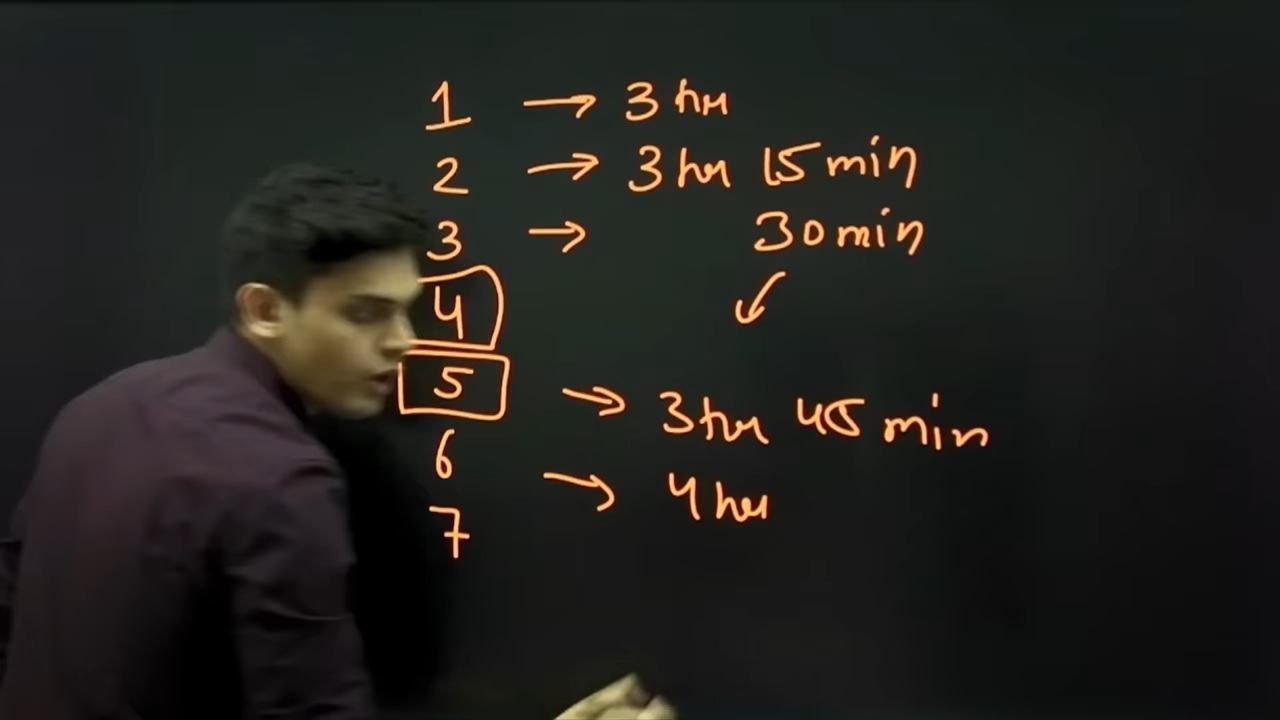 1 → 3 hr
2 → 3 hr 15 min
3 → 30 min
4
5 → 3 hr 45 min
6 → 4 hr
7